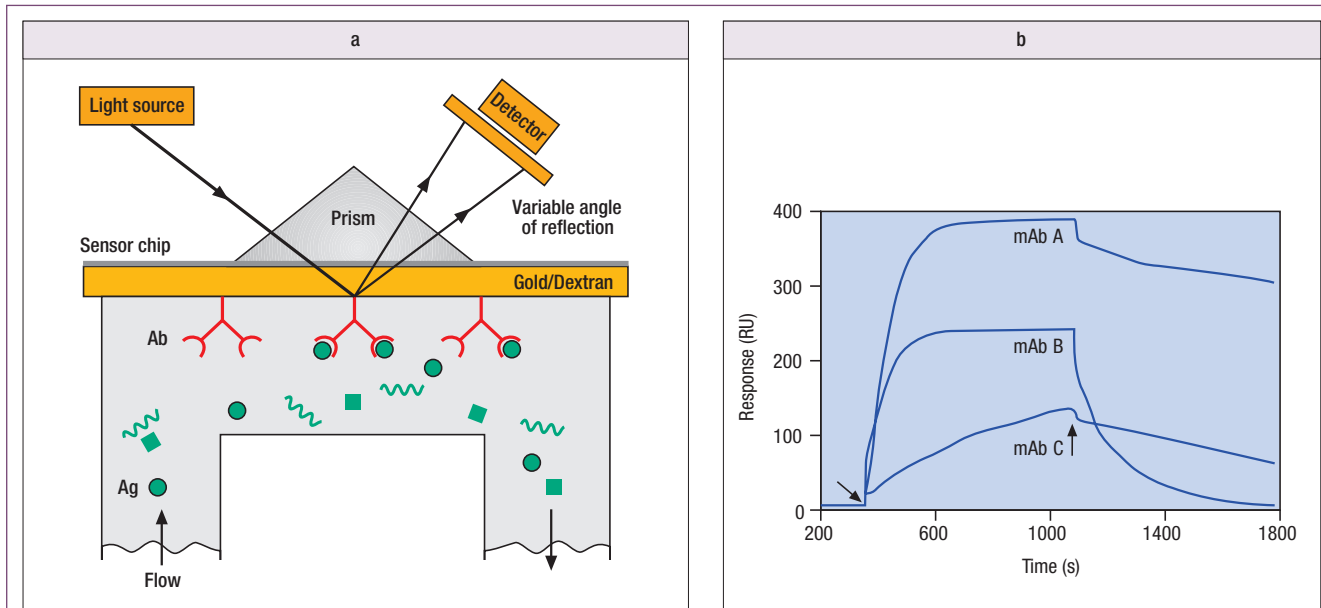 a
Light source
Detector
Prism
Variable angle
of reflection
Sensor chip
Gold/Dextran
Ab
Ag
Flow
b
400
300
200
100
0
Response (RU)
mAb A
mAb B
mAb C
200
600
1000
1400
1800
Time (s)